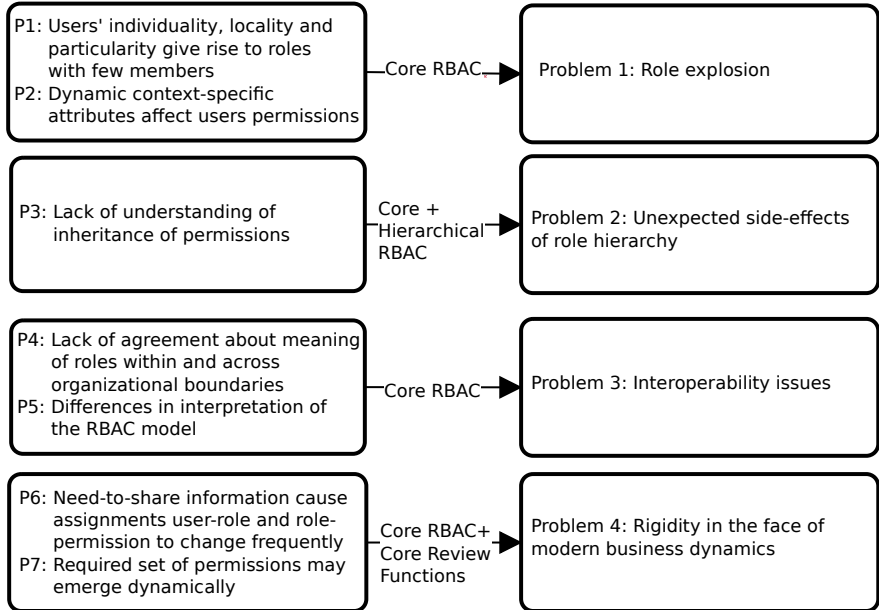 P1: Users' individuality, locality and
particularity give rise to roles
with few members
P2: Dynamic context-specific
attributes affect users permissions
Core RBAC
Problem 1: Role explosion
P3: Lack of understanding of
inheritance of permissions
Core +
Hierarchical
RBAC
Problem 2: Unexpected side-effects
of role hierarchy
P4: Lack of agreement about meaning
of roles within and across
organizational boundaries
P5: Differences in interpretation of
the RBAC model
Core RBAC
Problem 3: Interoperability issues
P6: Need-to-share information cause
assignments user-role and role-
permission to change frequently
P7: Required set of permissions may
emerge dynamically
Core RBAC+
Core Review
Functions
Problem 4: Rigidity in the face of
modern business dynamics